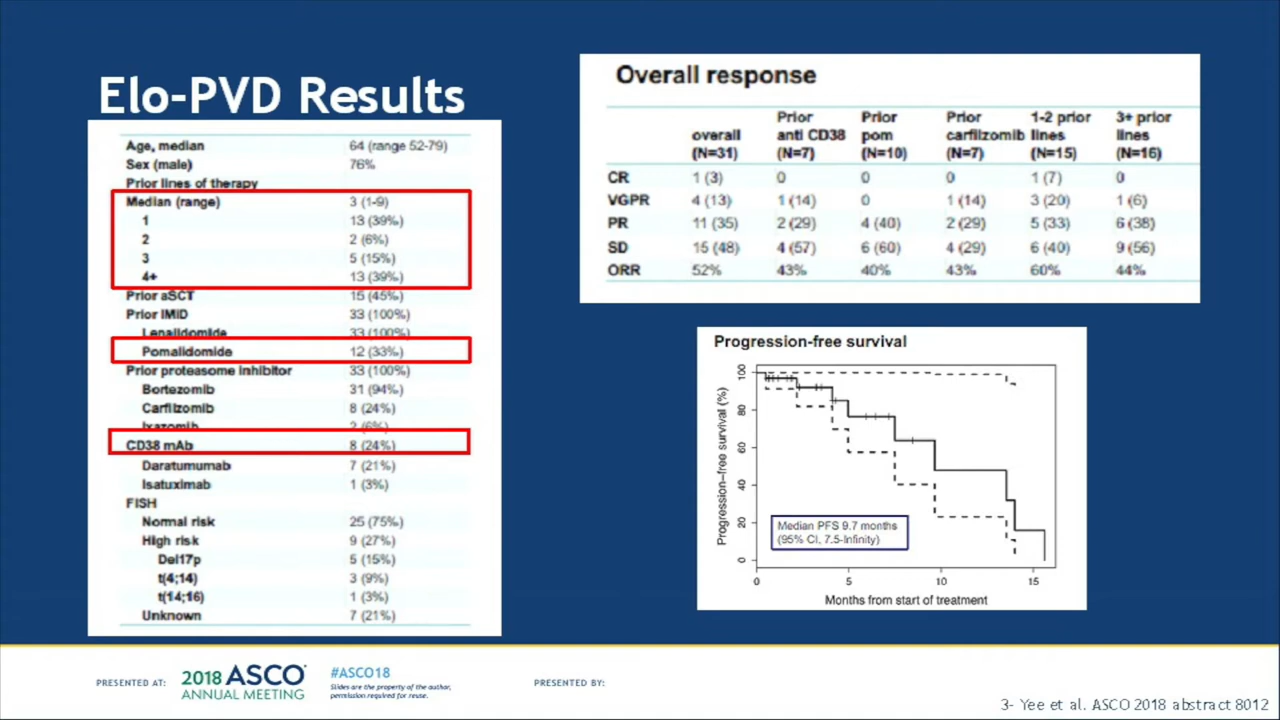 Elo-PVD Results
Age, median 64 (range 52-79)
Sex (male) 76%
Prior lines of therapy
Median (range) 3 (1-9)
1 13 (39%)
2 2 (6%)
3 5 (15%)
4+ 13 (39%)
Prior aSCT 15 (45%)
Prior IMID 33 (100%)
Lenalidomide 33 (100%)
Pomalidomide 12 (33%)
Prior proteasome inhibitor 33 (100%)
Bortezomib 31 (94%)
Carfilzomib 8 (24%)
Ixazomib 2 (6%)
CD38 mAb 8 (24%)
Daratumumab 7 (21%)
Isatuximab 1 (3%)
FISH
Normal risk 25 (75%)
High risk 9 (27%)
Del17p 5 (15%)
t(4;14) 3 (9%)
t(14;16) 1 (3%)
Unknown 7 (21%)
Overall response
Prior Prior Prior 1-2 prior 3+ prior
overall anti CD38 pom carfilzomib lines lines
(N=31) (N=7) (N=10) (N=7) (N=15) (N=16)
CR 1 (3) 0 0 0 1 (7) 0
VGPR 4 (13) 1 (14) 0 1 (14) 3 (20) 1 (6)
PR 11 (35) 2 (29) 4 (40) 2 (29) 5 (33) 6 (38)
SD 15 (48) 4 (57) 6 (60) 4 (29) 6 (40) 9 (56)
ORR 52% 43% 40% 43% 60% 44%
Progression-free survival
Progression-free survival (%)
100
80
60
40
20
0
Median PFS 9.7 months
(95% CI, 7.5-Infinity)
0 5 10 15
Months from start of treatment
PRESENTED AT:
2018 ASCO
ANNUAL MEETING
#ASCO18
Slides are the property of the author,
permission required for reuse.
PRESENTED BY:
3- Yee et al. ASCO 2018 abstract 8012